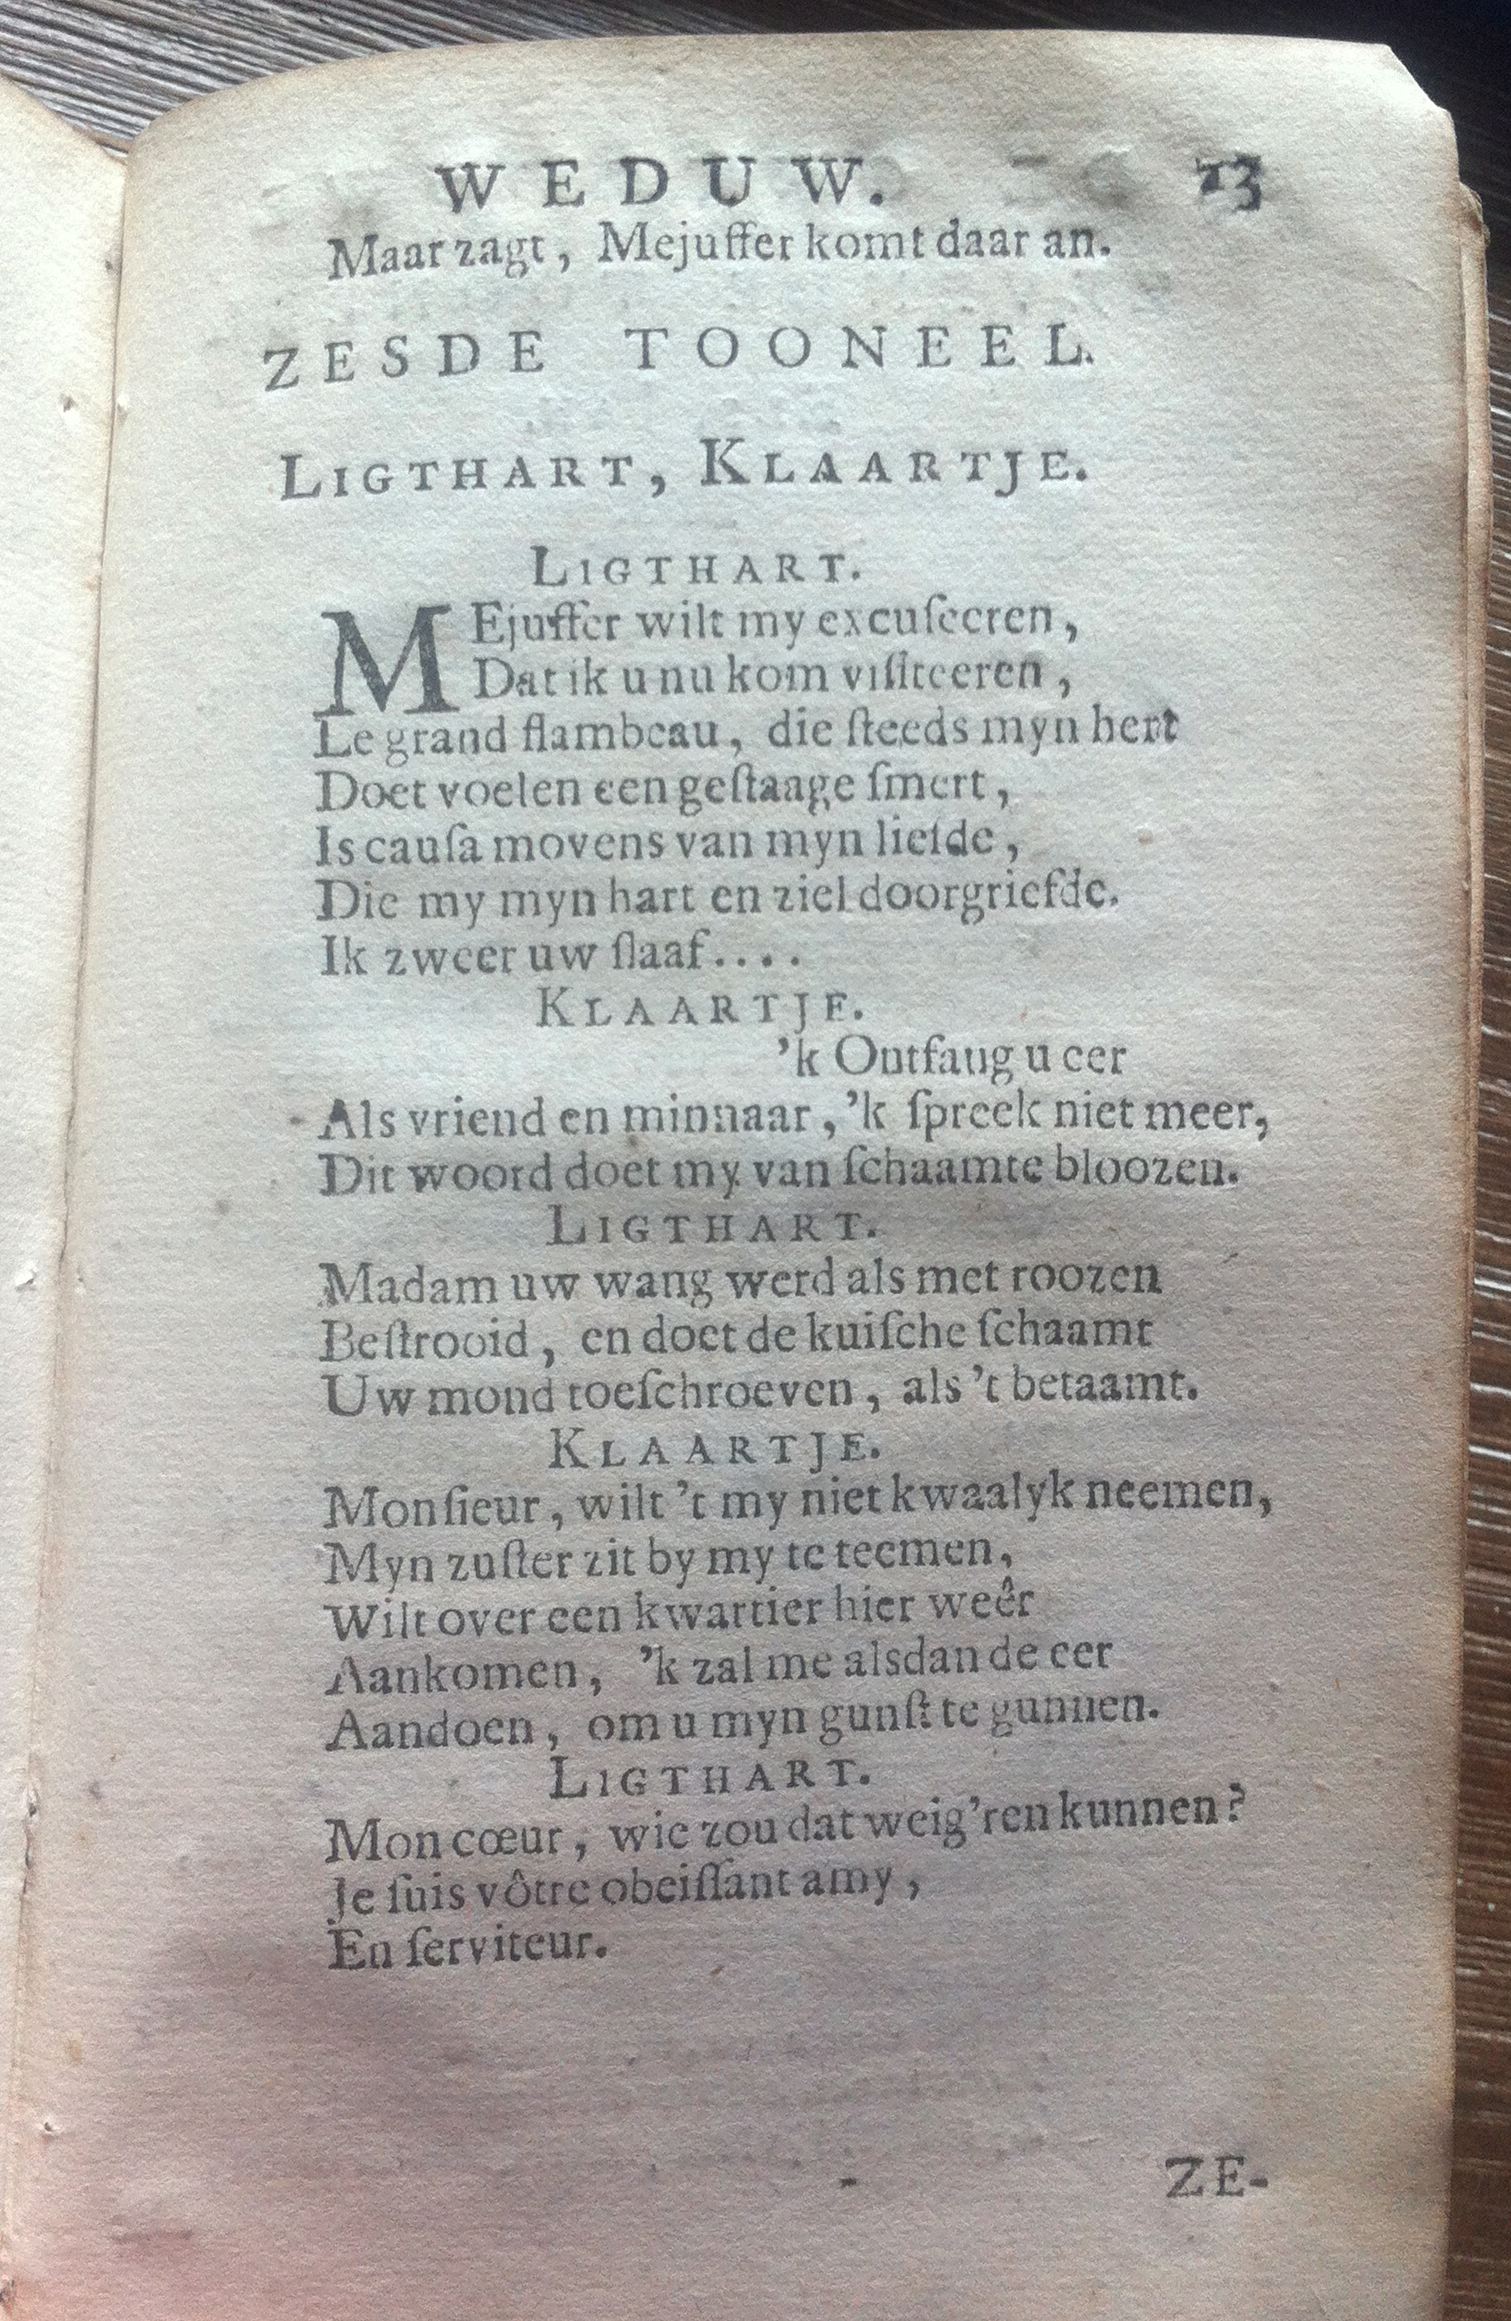 WEDUW. 23
Maar zagt, Mejuffer komt daar an.
ZESDE TOONEEL.
LIGTHART, KLAARTJE.
LIGTHART.
MEjuffer wilt my excuſeeren,
Dat ik u nu kom viſiteeren,
Le grand flambeau, die ſteeds myn hert
Doet voelen een geſtaage ſmert,
Is cauſa movens van myn liefde,
Die my myn hart en ziel doorgriefde.
Ik zweer uw ſlaaf....
KLAARTJE.
'k Ontfang u eer
Als vriend en minnaar, 'k ſpreek niet meer,
Dit woord doet my van ſchaamte bloozen.
LIGTHART.
Madam uw wang werd als met roozen
Beſtrooid, en doet de kuiſche ſchaamt
Uw mond toeſchroeven, als 't betaamt.
KLAARTJE.
Monſieur, wilt 't my niet kwaalyk neemen,
Myn zuſter zit by my te teemen,
Wilt over een kwartier hier weêr
Aankomen, 'k zal me alsdan de eer
Aandoen, om u myn gunſt te gunnen.
LIGTHART.
Mon cœur, wie zou dat weig'ren kunnen?
Je ſuis vôtre obeiſſant amy,
En ſerviteur.
ZE-